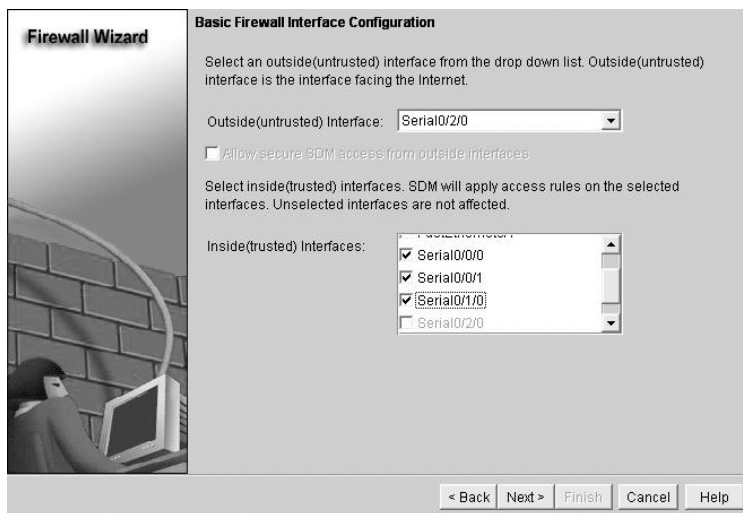 Firewall Wizard
Basic Firewall Interface Configuration
Select an outside(untrusted) interface from the drop down list. Outside(untrusted)
interface is the interface facing the Internet.
Outside(untrusted) Interface: Serial0/2/0
Allow secure SDM access from outside interfaces
Select inside(trusted) interfaces. SDM will apply access rules on the selected
interfaces. Unselected interfaces are not affected.
Inside(trusted) Interfaces:
Serial0/0/0
Serial0/0/1
Serial0/1/0
Serial0/2/0
< Back Next > Finish Cancel Help